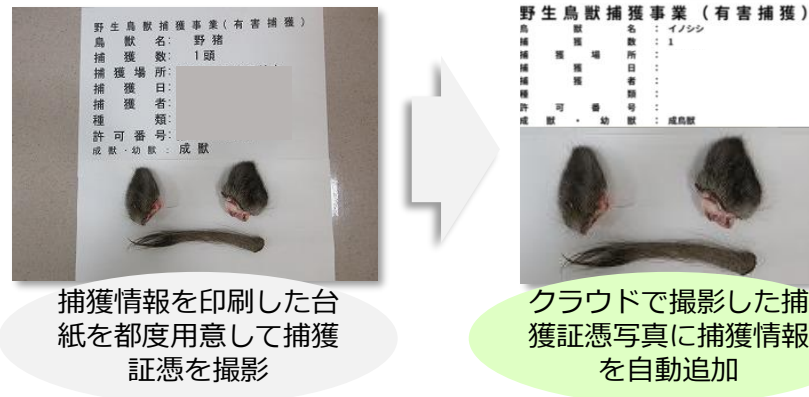 野生鳥獣捕獲事業(有害捕獲)
鳥獣名: 野猪
捕獲数: 1頭
捕獲場所:
捕獲日:
捕獲者:
種類:
許可番号:
成獣・幼獣: 成獣
捕獲情報を印刷した台
紙を都度用意して捕獲
証憑を撮影
野生鳥獣捕獲事業(有害捕獲)
鳥獣名: イノシシ
捕獲数: 1
捕獲場所:
捕獲日:
捕獲者:
種類:
許可番号:
成獣・幼獣: 成鳥獣
クラウドで撮影した捕
獲証憑写真に捕獲情報
を自動追加